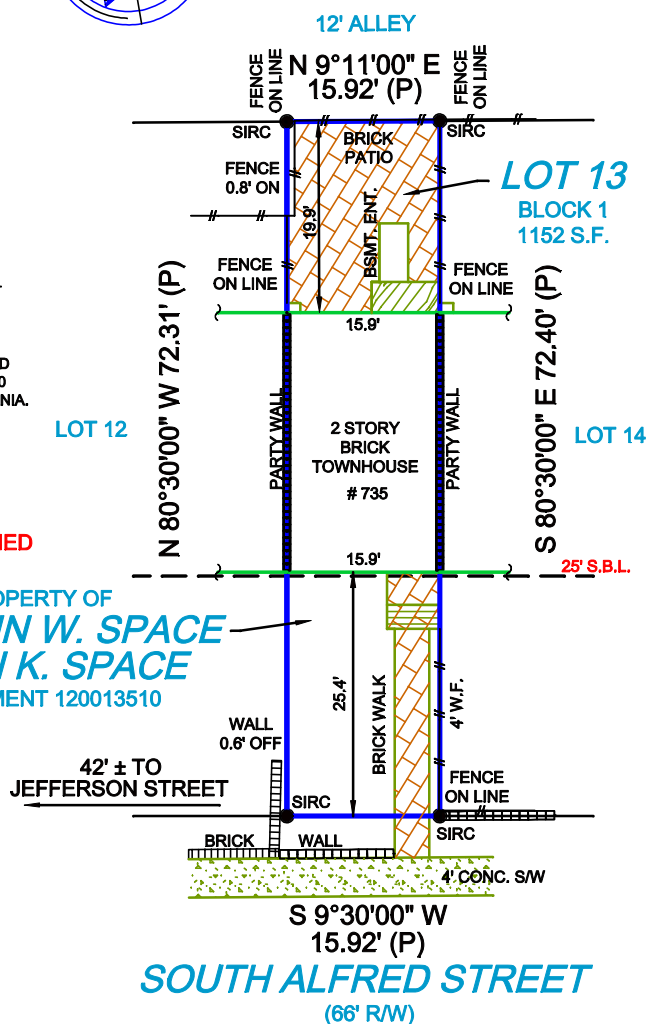 12' ALLEY
FENCE
ON LINE
N 9°11'00" E
15.92' (P)
FENCE
ON LINE
SIRC
SIRC
BRICK
PATIO
FENCE
0.8' ON
LOT 13
BLOCK 1
1152 S.F.
19.9'
BSMT. ENT.
FENCE
ON LINE
FENCE
ON LINE
15.9'
N 80°30'00" W 72.31' (P)
S 80°30'00" E 72.40' (P)
D
0
NIA.
LOT 12
PARTY WALL
2 STORY
BRICK
TOWNHOUSE
# 735
PARTY WALL
LOT 14
NED
15.9'
25' S.B.L.
OPERTY OF
IN W. SPACE
K. SPACE
MENT 120013510
25.4'
BRICK WALK
4' W.F.
WALL
0.6' OFF
42' ± TO
JEFFERSON STREET
FENCE
ON LINE
SIRC
SIRC
BRICK WALL
4' CONC. S/W
S 9°30'00" W
15.92' (P)
SOUTH ALFRED STREET
(66' R/W)